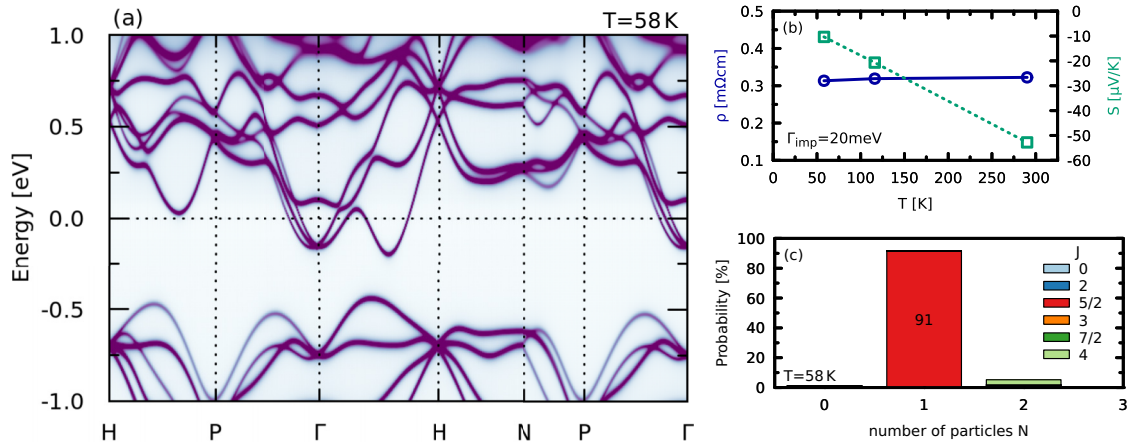 (a)
T=58 K
1.0
0.5
0.0
-0.5
-1.0
Energy [eV]
H
P
Γ
H
N
P
Γ
(b)
0.5
0.4
0.3
0.2
0.1
ρ [mΩcm]
0
-10
-20
-30
-40
-50
-60
S [μV/K]
Γimp=20meV
0
50
100
150
200
250
300
T [K]
(c)
100
80
60
40
20
0
Probability [%]
J
0
2
5/2
3
7/2
4
91
T=58 K
0
1
2
3
number of particles N